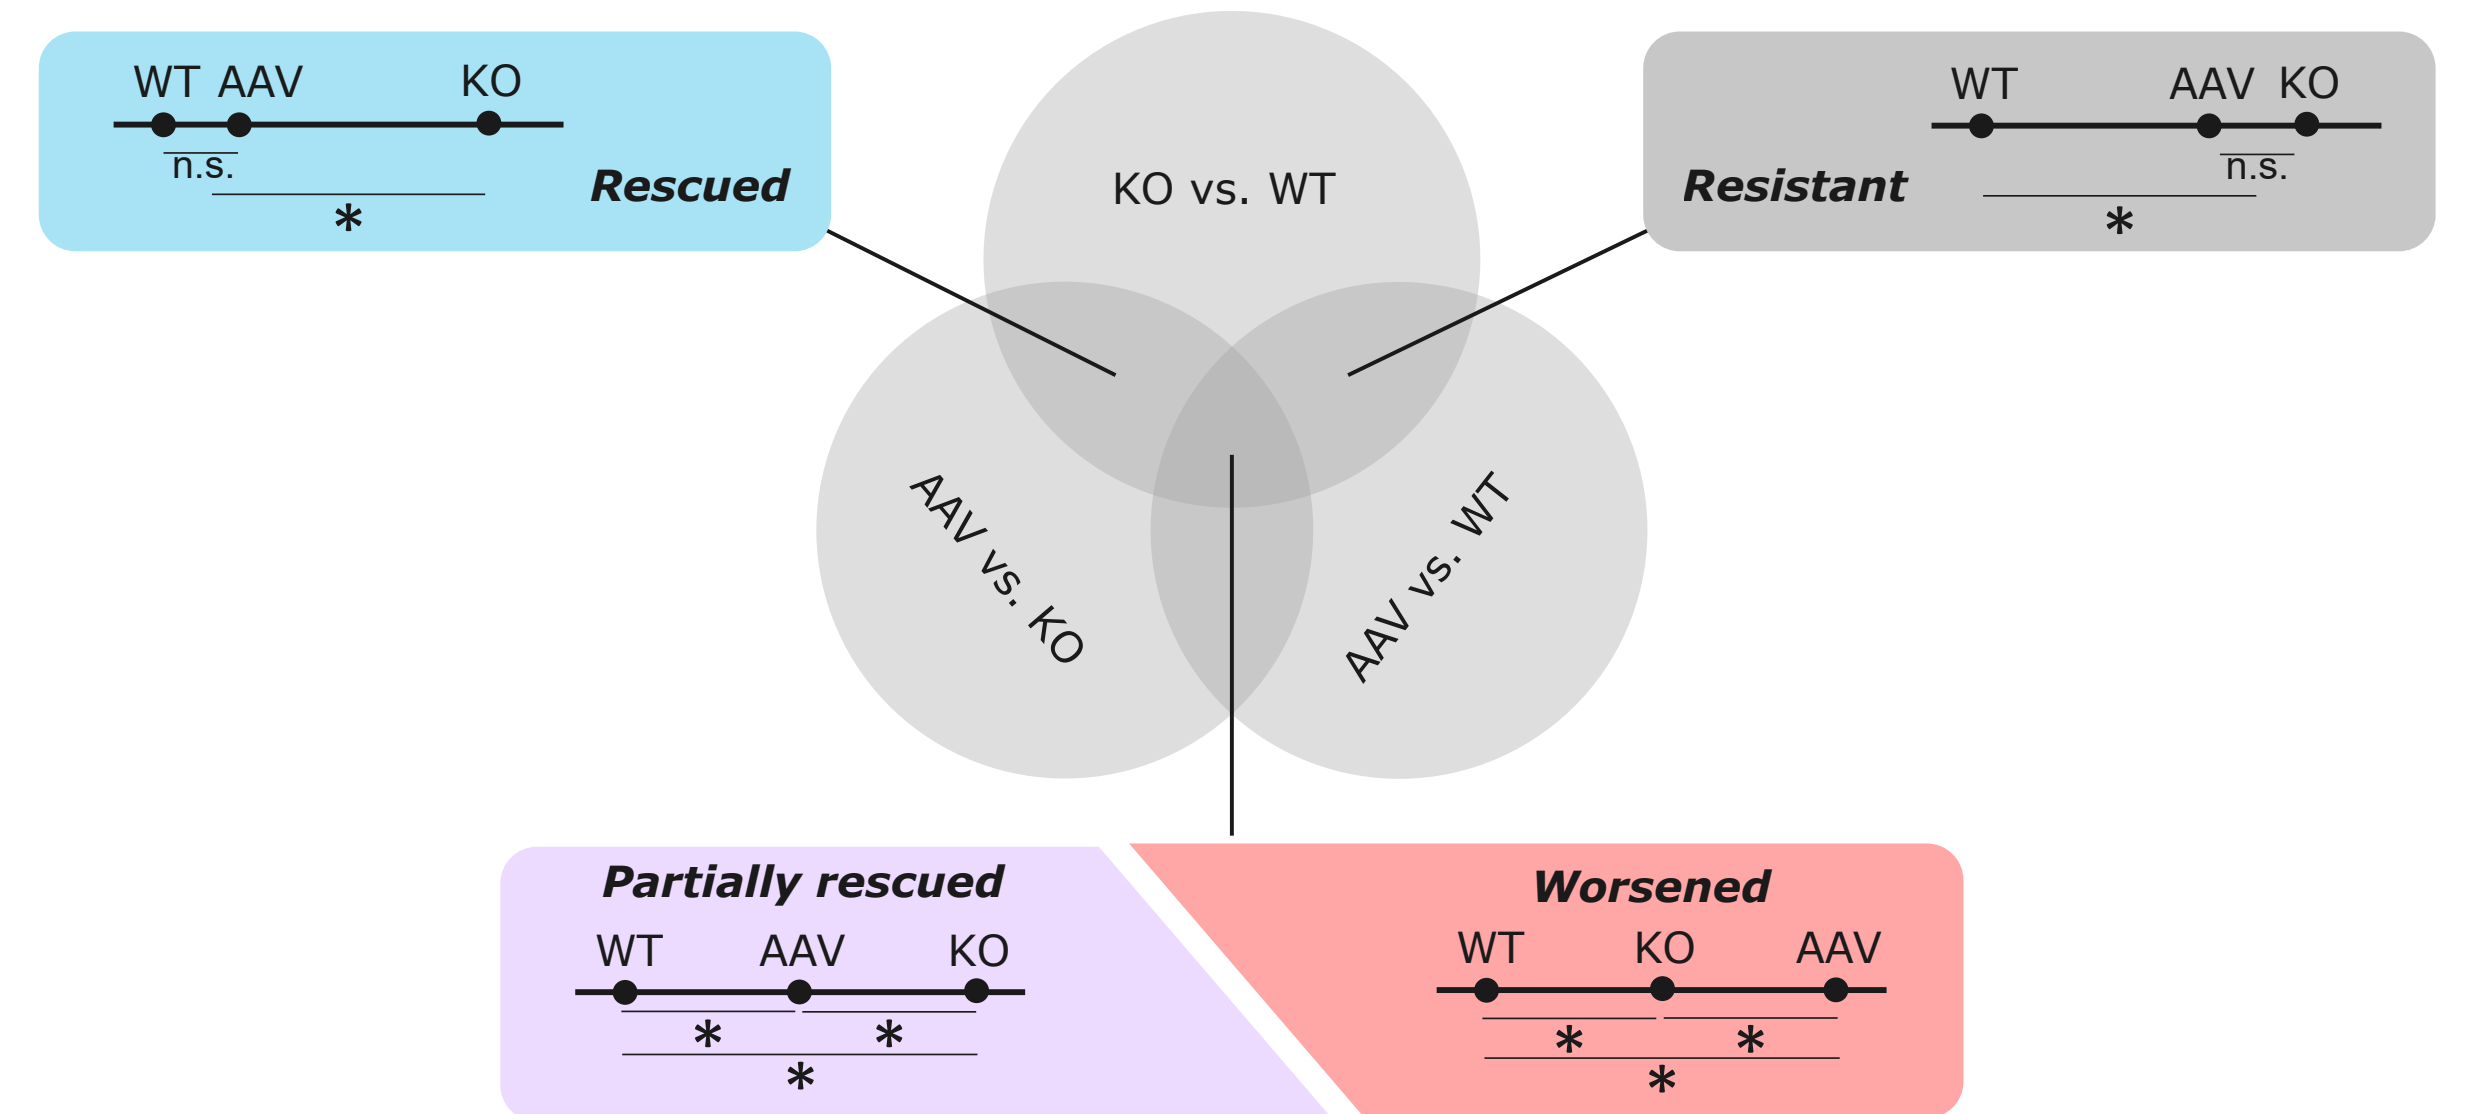 WT AAV KO
n.s.
*
Rescued
KO vs. WT
WT AAV KO
n.s.
*
Resistant
AAV vs. KO
AAV vs. WT
Partially rescued
WT AAV KO
* *
*
Worsened
WT KO AAV
* *
*